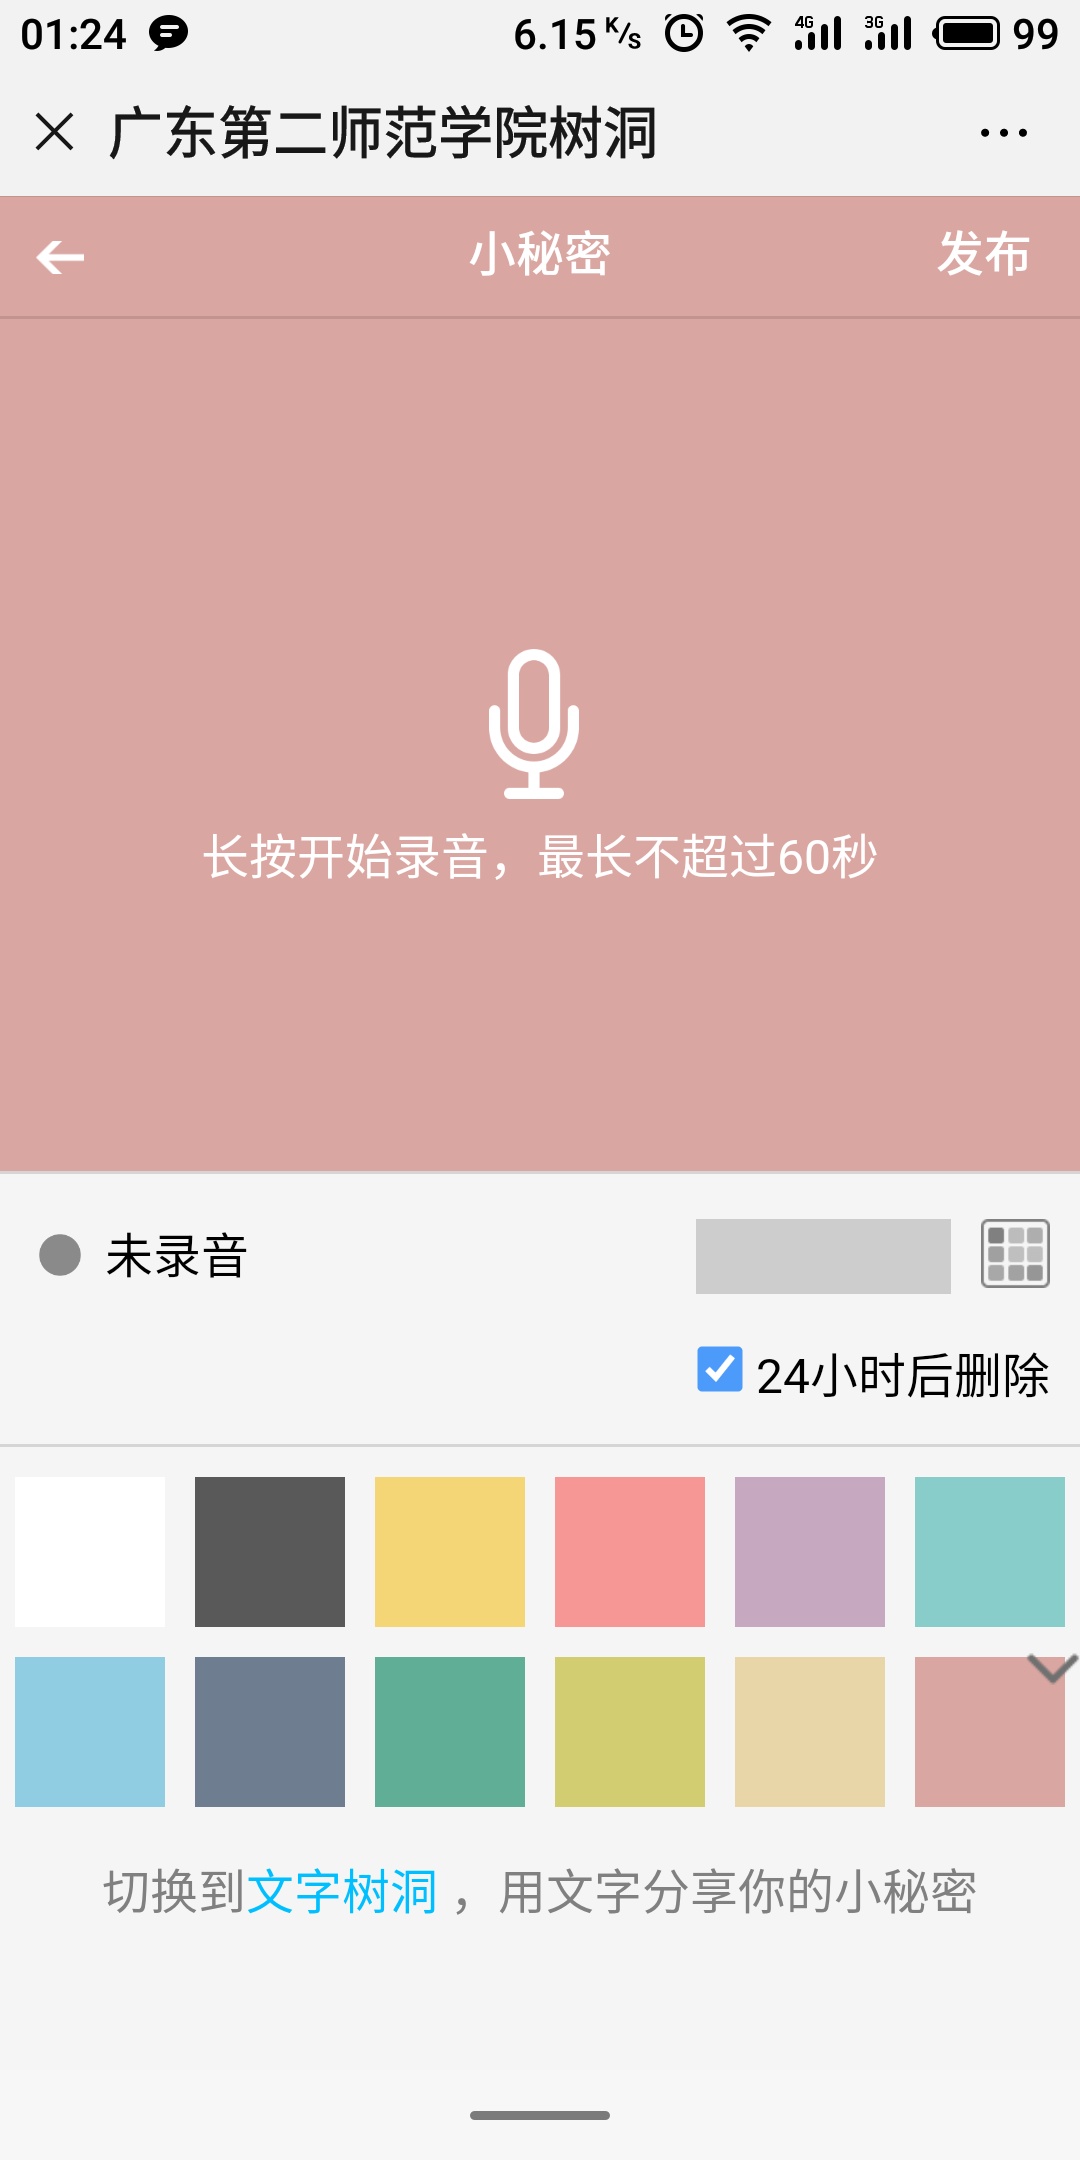 01:24 6.15 K/s 4G 3G 99
广东第二师范学院树洞
小秘密 发布
长按开始录音，最长不超过60秒
未录音
24小时后删除
切换到文字树洞 ，用文字分享你的小秘密